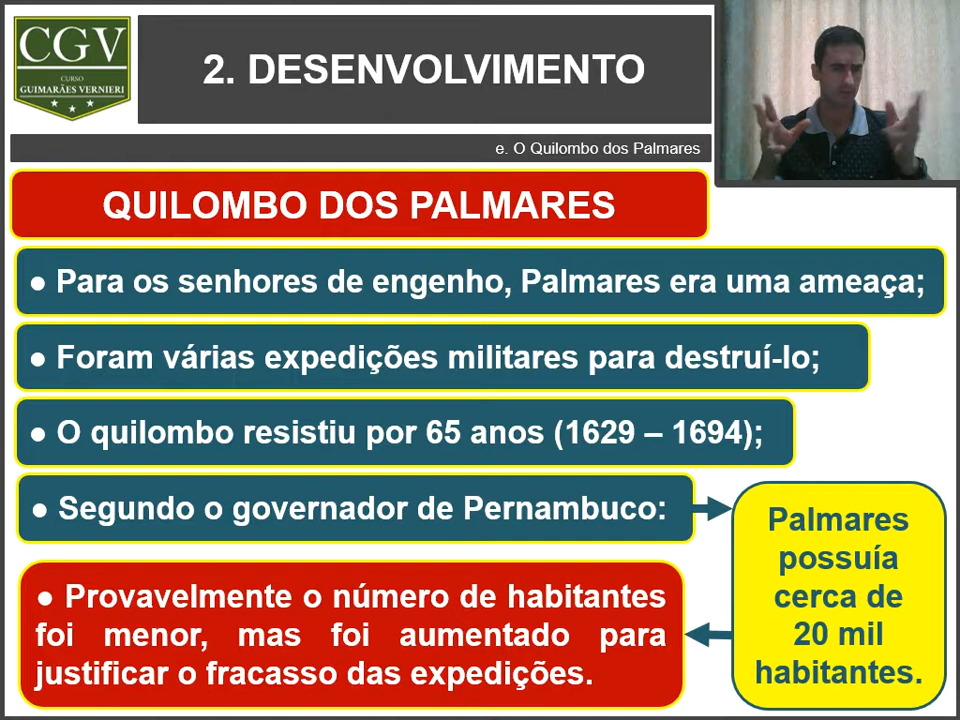 CGV
CURSO
GUIMARÃES VERNIERI
2. DESENVOLVIMENTO
e. O Quilombo dos Palmares
QUILOMBO DOS PALMARES
● Para os senhores de engenho, Palmares era uma ameaça;
● Foram várias expedições militares para destruí-lo;
● O quilombo resistiu por 65 anos (1629 – 1694);
● Segundo o governador de Pernambuco:
Palmares
possuía
cerca de
20 mil
habitantes.
● Provavelmente o número de habitantes
foi menor, mas foi aumentado para
justificar o fracasso das expedições.